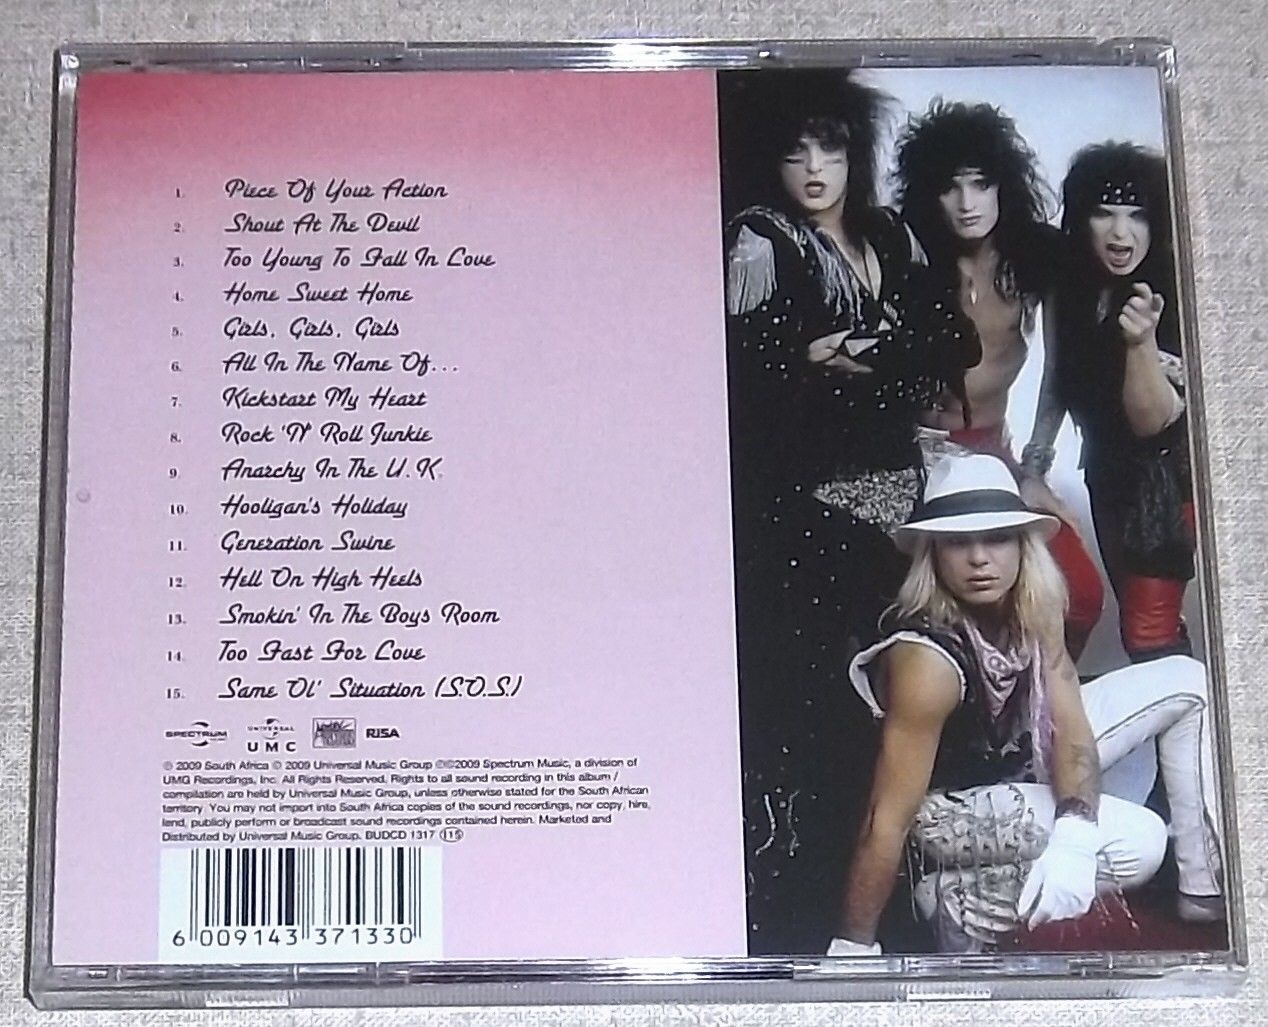 1. Piece Of Your Action
2. Shout At The Devil
3. Too Young To Fall In Love
4. Home Sweet Home
5. Girls, Girls, Girls
6. All In The Name Of...
7. Kickstart My Heart
8. Rock 'N' Roll Junkie
9. Anarchy In The U.K.
10. Hooligan's Holiday
11. Generation Swine
12. Hell On High Heels
13. Smokin' In The Boys Room
14. Too Fast For Love
15. Same Ol' Situation (S.O.S.)
SPECTRUM UNIVERSAL UMC RISA
℗ 2009 South Africa © 2009 Universal Music Group ℗©2009 Spectrum Music, a division of
UMG Recordings, Inc. All Rights Reserved. Rights to all sound recording in this album /
compilation are held by Universal Music Group, unless otherwise stated for the South African
territory. You may not import into South Africa copies of the sound recordings, nor copy, hire,
lend, publicly perform or broadcast sound recordings contained herein. Marketed and
Distributed by Universal Music Group. BUDCD 1317 (115)
6 009143 371330